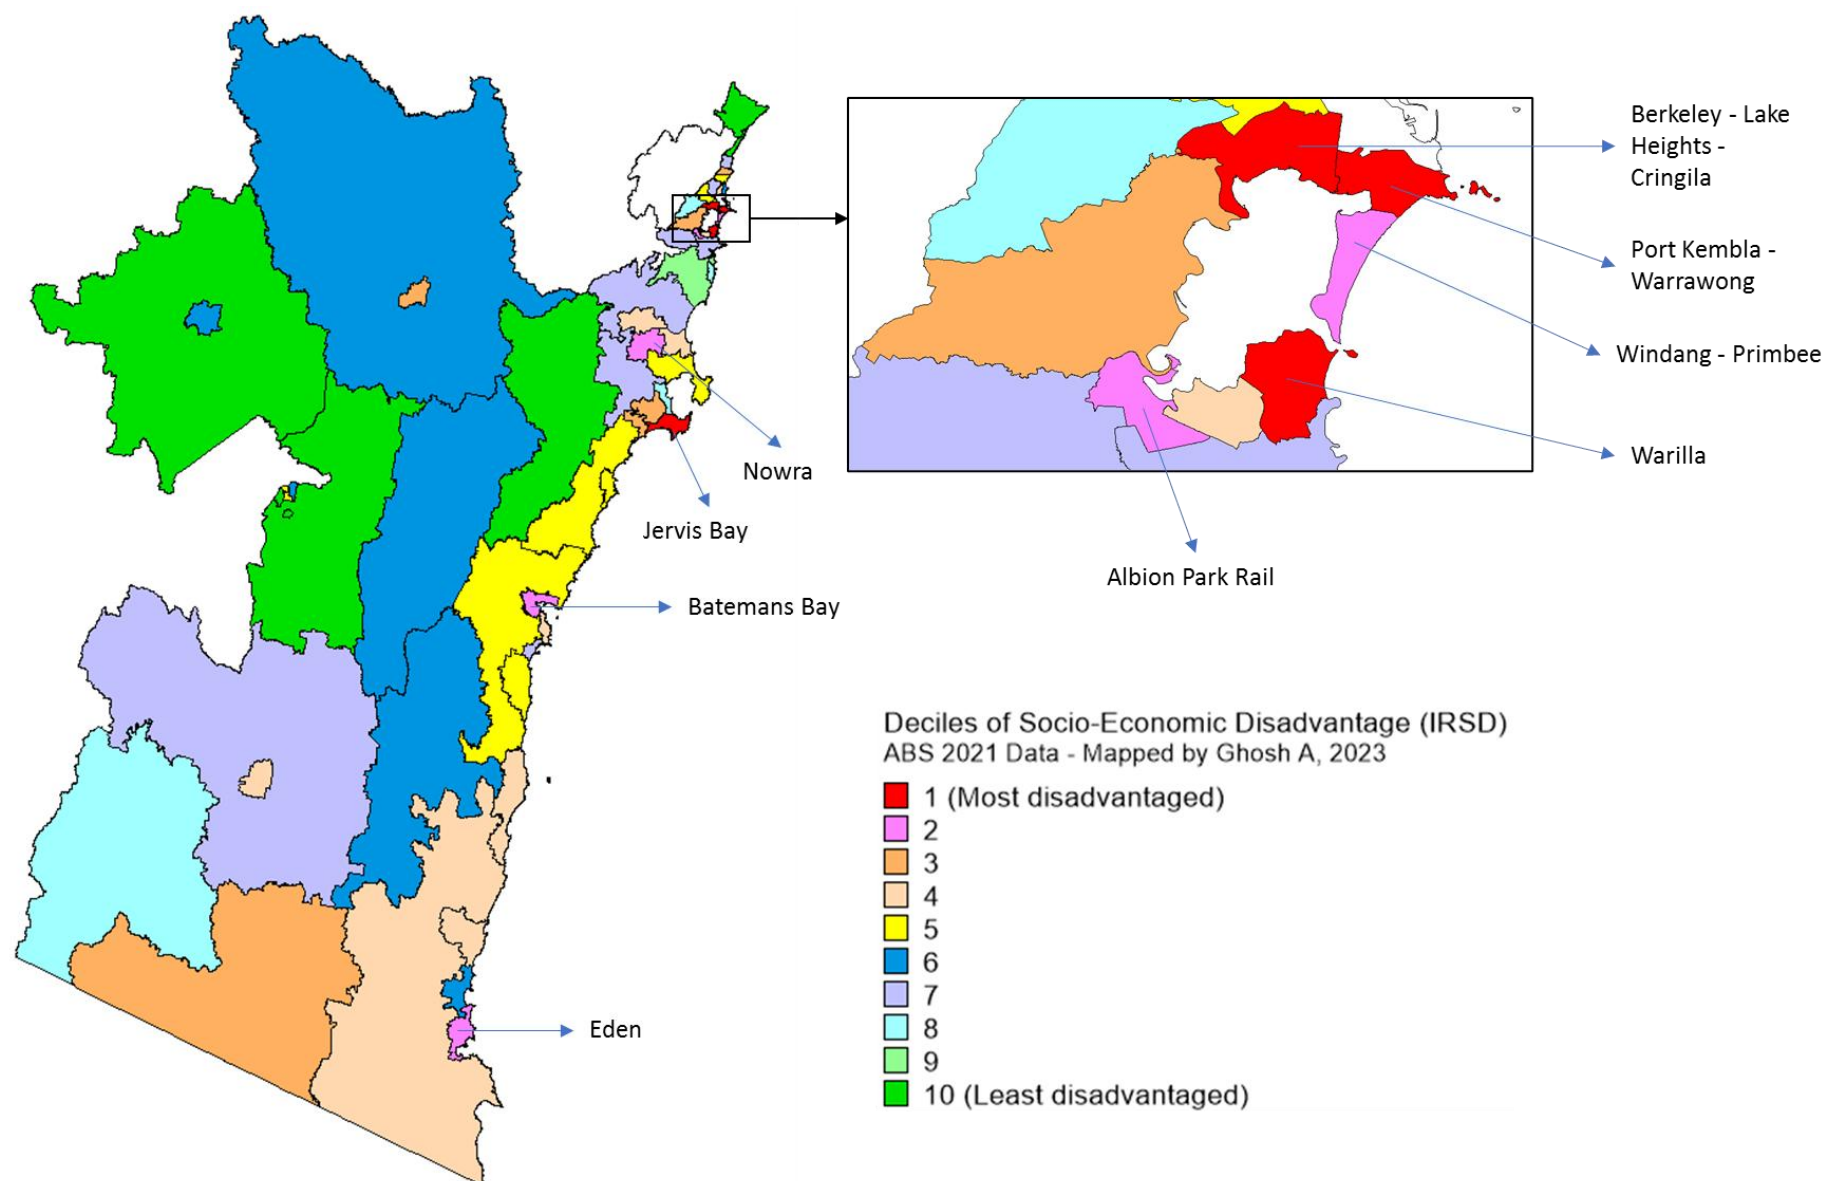 Berkeley - Lake
Heights -
Cringila
Port Kembla -
Warrawong
Windang - Primbee
Warilla
Albion Park Rail
Nowra
Jervis Bay
Batemans Bay
Eden
Deciles of Socio-Economic Disadvantage (IRSD)
ABS 2021 Data - Mapped by Ghosh A, 2023
1 (Most disadvantaged)
2
3
4
5
6
7
8
9
10 (Least disadvantaged)